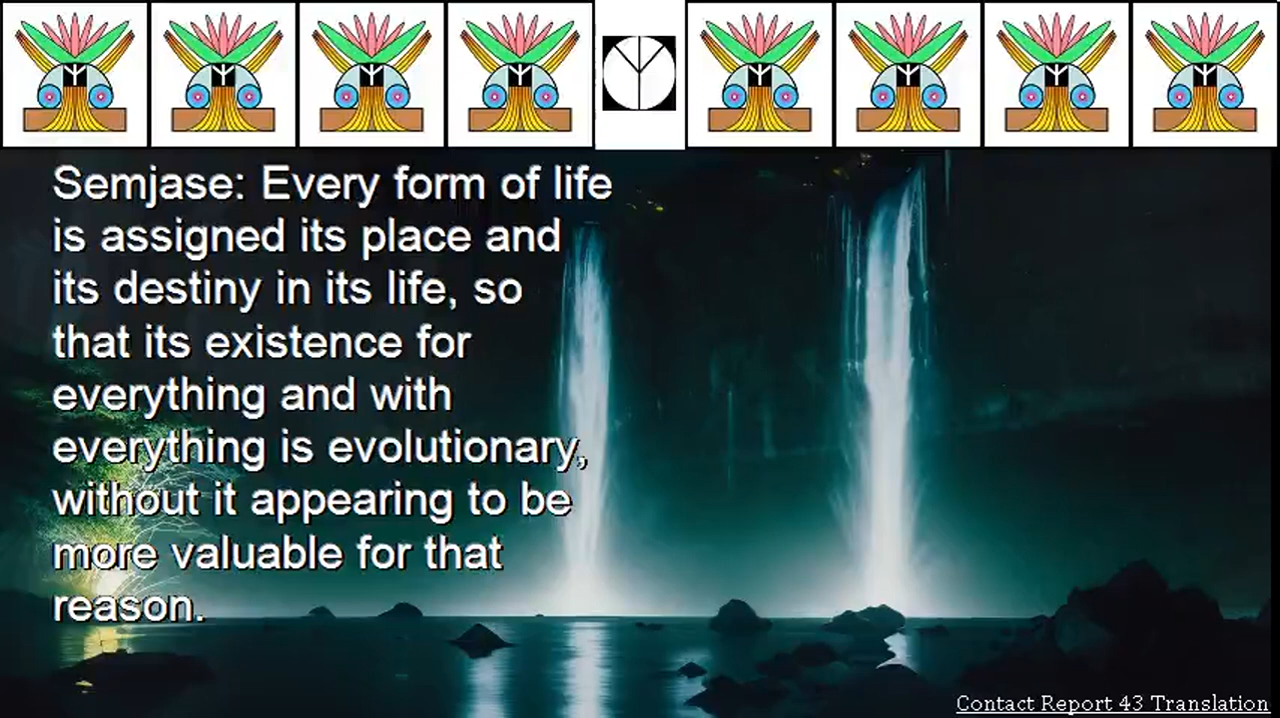 Semjase: Every form of life
is assigned its place and
its destiny in its life, so
that its existence for
everything and with
everything is evolutionary,
without it appearing to be
more valuable for that
reason.
Contact Report 43 Translation